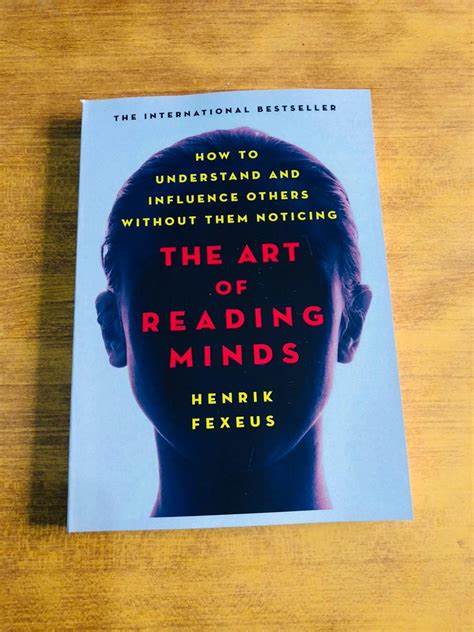 THE INTERNATIONAL BESTSELLER
HOW TO
UNDERSTAND AND
INFLUENCE OTHERS
WITHOUT THEM NOTICING
THE ART
OF
READING
MINDS
HENRIK
FEXEUS